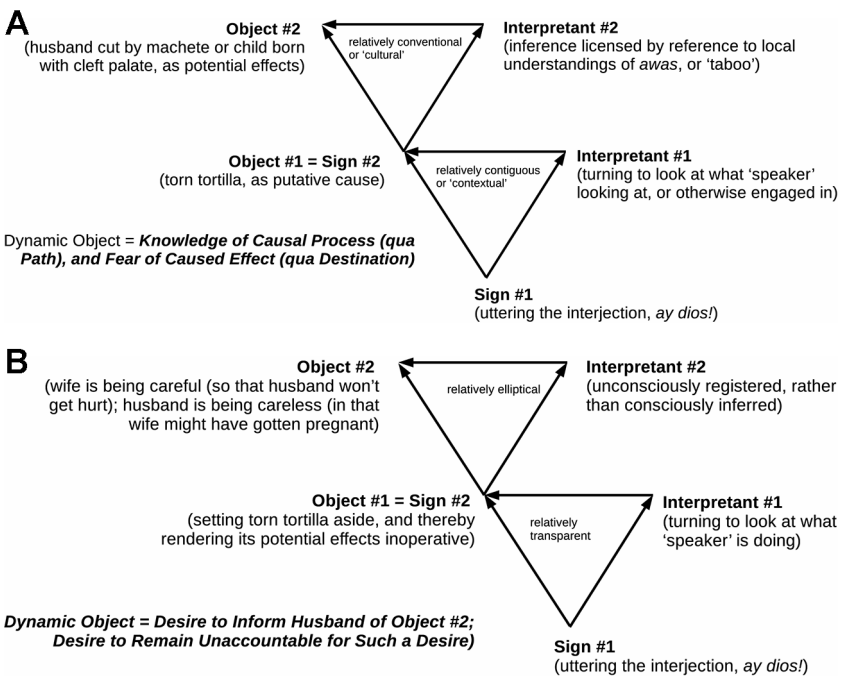 A
Object #2
(husband cut by machete or child born
with cleft palate, as potential effects)
relatively conventional
or ‘cultural’
Interpretant #2
(inference licensed by reference to local
understandings of awas, or ‘taboo’)
Object #1 = Sign #2
(torn tortilla, as putative cause)
relatively contiguous
or ‘contextual’
Interpretant #1
(turning to look at what ‘speaker’
looking at, or otherwise engaged in)
Dynamic Object = Knowledge of Causal Process (qua
Path), and Fear of Caused Effect (qua Destination)
Sign #1
(uttering the interjection, ay dios!)
B
Object #2
(wife is being careful (so that husband won’t
get hurt); husband is being careless (in that
wife might have gotten pregnant)
relatively elliptical
Interpretant #2
(unconsciously registered, rather
than consciously inferred)
Object #1 = Sign #2
(setting torn tortilla aside, and thereby
rendering its potential effects inoperative)
relatively
transparent
Interpretant #1
(turning to look at what
‘speaker’ is doing)
Dynamic Object = Desire to Inform Husband of Object #2;
Desire to Remain Unaccountable for Such a Desire)
Sign #1
(uttering the interjection, ay dios!)